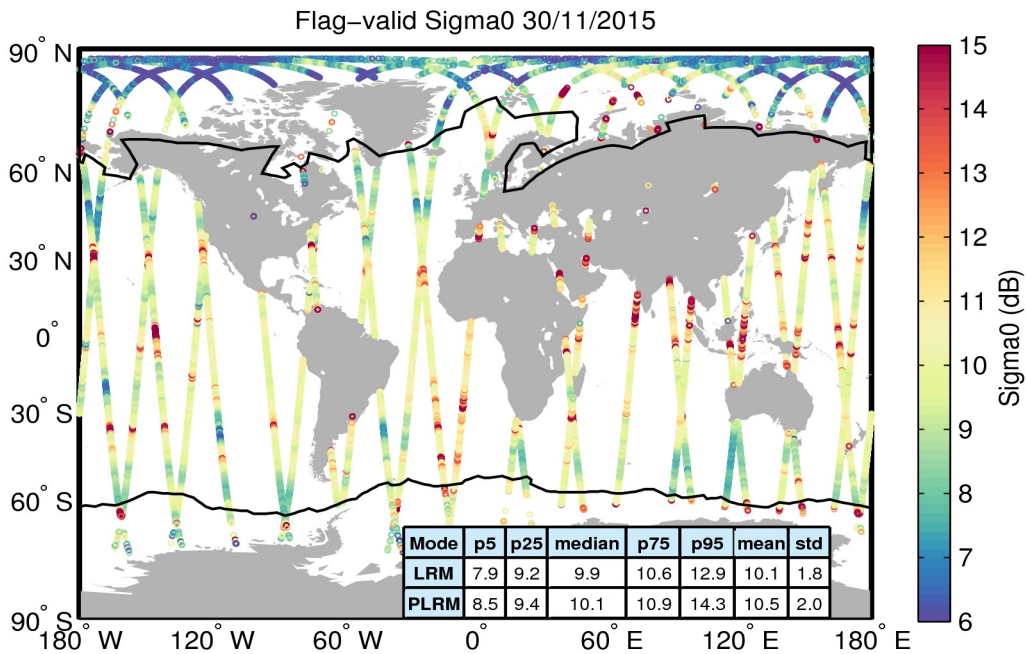 Flag−valid Sigma0 30/11/2015
90° N
60° N
30° N
0°
30° S
60° S
90° S
180° W
120° W
60° W
0°
60° E
120° E
180° E
15
14
13
12
11
10
9
8
7
6
Sigma0 (dB)
Mode p5 p25 median p75 p95 mean std
LRM 7.9 9.2 9.9 10.6 12.9 10.1 1.8
PLRM 8.5 9.4 10.1 10.9 14.3 10.5 2.0